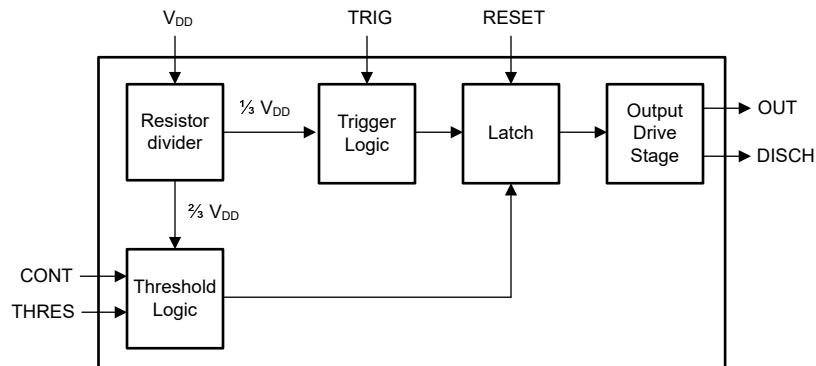 VDD
TRIG
RESET
Resistor
divider
⅓ VDD
Trigger
Logic
Latch
Output
Drive
Stage
OUT
DISCH
⅔ VDD
CONT
THRES
Threshold
Logic